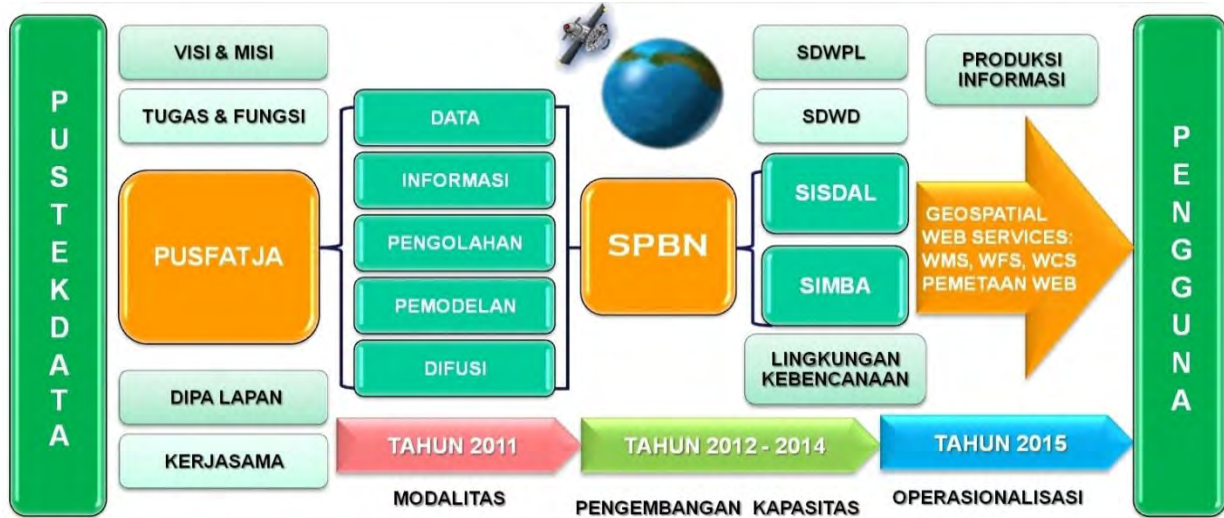 PUSTEKDATA
VISI & MISI
TUGAS & FUNGSI
PUSFATJA
DIPA LAPAN
KERJASAMA
DATA
INFORMASI
PENGOLAHAN
PEMODELAN
DIFUSI
SPBN
SDWPL
SDWD
SISDAL
SIMBA
LINGKUNGAN
KEBENCANAAN
PRODUKSI
INFORMASI
GEOSPATIAL
WEB SERVICES:
WMS, WFS, WCS
PEMETAAN WEB
PENGGUNA
TAHUN 2011
TAHUN 2012 - 2014
TAHUN 2015
MODALITAS
PENGEMBANGAN KAPASITAS
OPERASIONALISASI